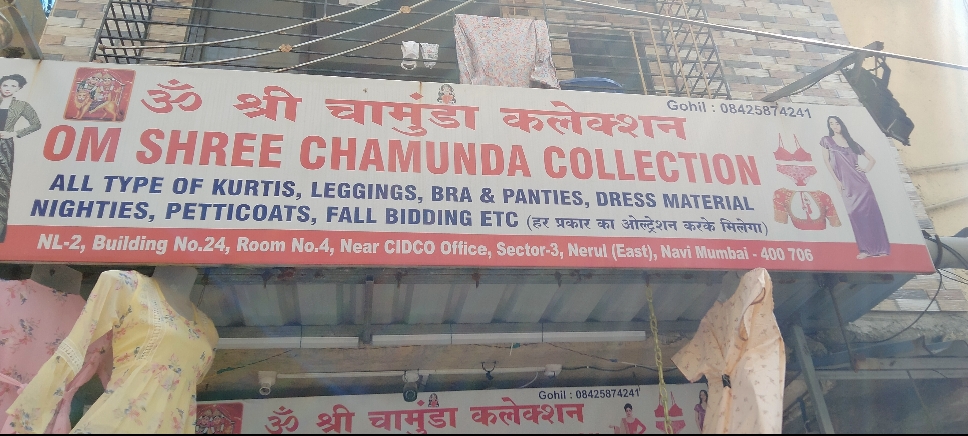 Gohil : 08425874241
ॐ श्री चामुंडा कलेक्शन
OM SHREE CHAMUNDA COLLECTION
ALL TYPE OF KURTIS, LEGGINGS, BRA & PANTIES, DRESS MATERIAL
NIGHTIES, PETTICOATS, FALL BIDDING ETC (हर प्रकार का ओल्ट्रेशन करके मिलेगा)
NL-2, Building No.24, Room No.4, Near CIDCO Office, Sector-3, Nerul (East), Navi Mumbai - 400 706
Gohil : 08425874241
ॐ श्री चामुंडा कलेक्शन